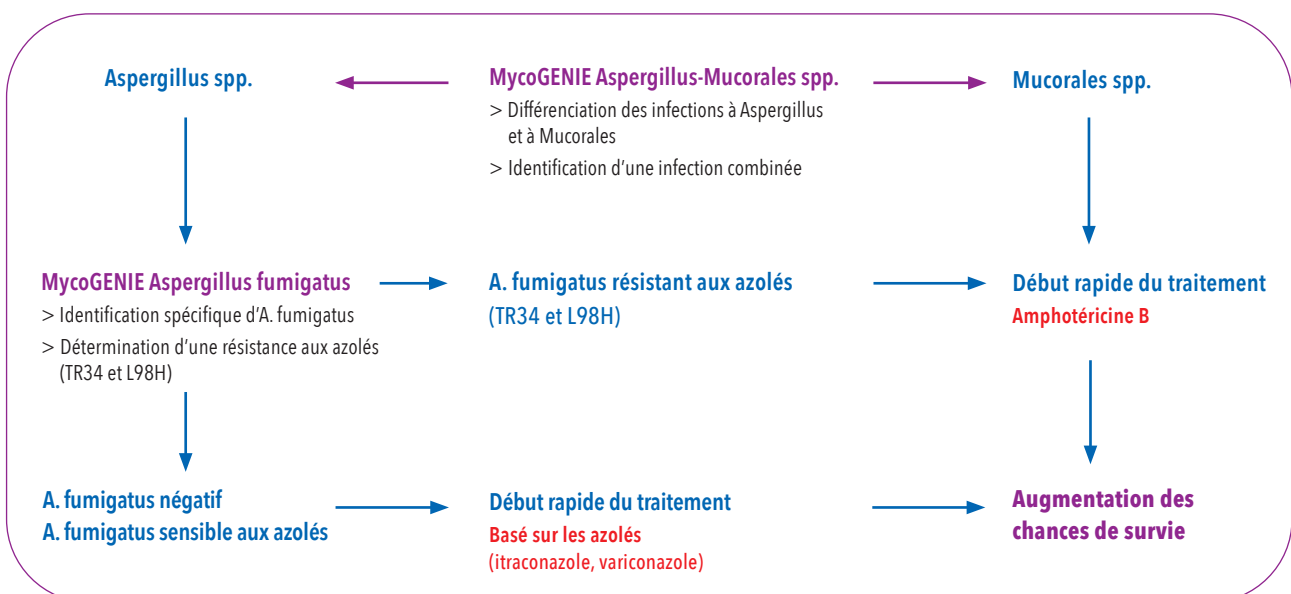 Aspergillus spp.
MycoGENIE Aspergillus-Mucorales spp.
> Différenciation des infections à Aspergillus
et à Mucorales
> Identification d’une infection combinée
Mucorales spp.
MycoGENIE Aspergillus fumigatus
> Identification spécifique d’A. fumigatus
> Détermination d’une résistance aux azolés
(TR34 et L98H)
A. fumigatus résistant aux azolés
(TR34 et L98H)
Début rapide du traitement
Amphotéricine B
A. fumigatus négatif
A. fumigatus sensible aux azolés
Début rapide du traitement
Basé sur les azolés
(itraconazole, variconazole)
Augmentation des
chances de survie